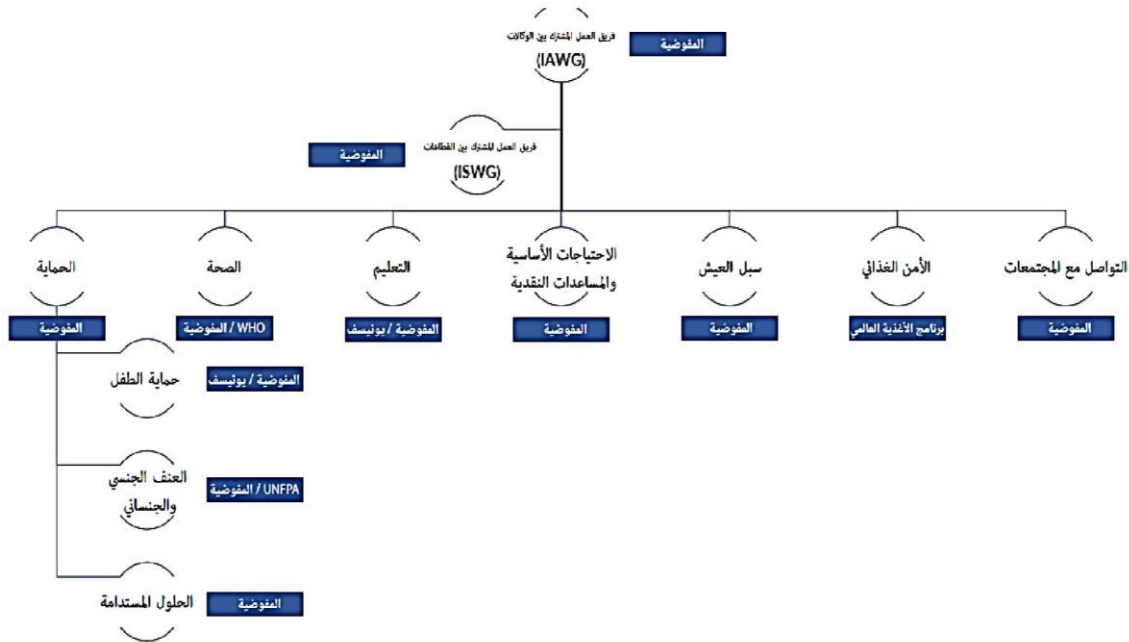 فريق العمل المشترك بين الوكالات
(IAWG)
المفوضية
فريق العمل المشترك بين القطاعات
(ISWG)
المفوضية
التواصل مع المجتمعات
المفوضية
الأمن الغذائي
برنامج الأغذية العالمي
سبل العيش
المفوضية
الاحتياجات الأساسية
والمساعدات النقدية
المفوضية
التعليم
المفوضية / يونيسف
الصحة
WHO / المفوضية
الحماية
المفوضية
حماية الطفل
المفوضية / يونيسف
العنف الجنسي
والجنساني
UNFPA / المفوضية
الحلول المستدامة
المفوضية